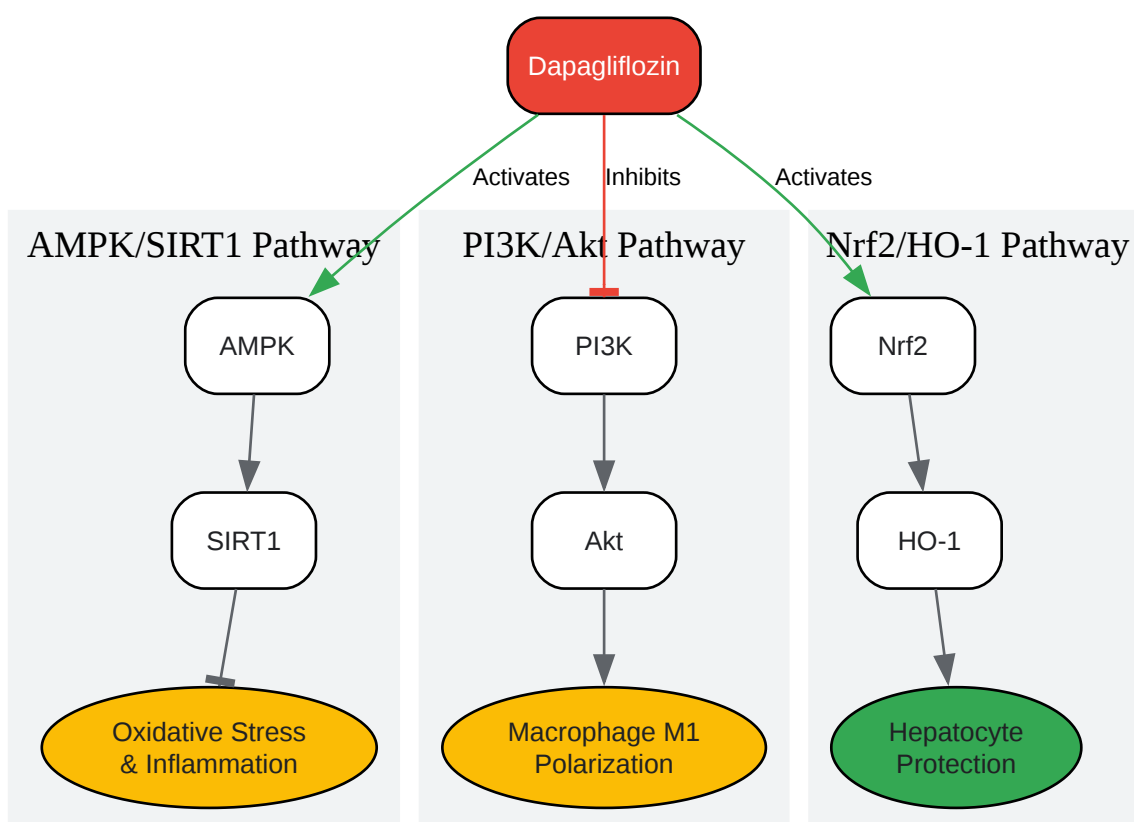 Dapagliflozin
Activates
Inhibits
Activates
AMPK/SIRT1 Pathway
PI3K/Akt Pathway
Nrf2/HO-1 Pathway
AMPK
PI3K
Nrf2
SIRT1
Akt
HO-1
Oxidative Stress
& Inflammation
Macrophage M1
Polarization
Hepatocyte
Protection